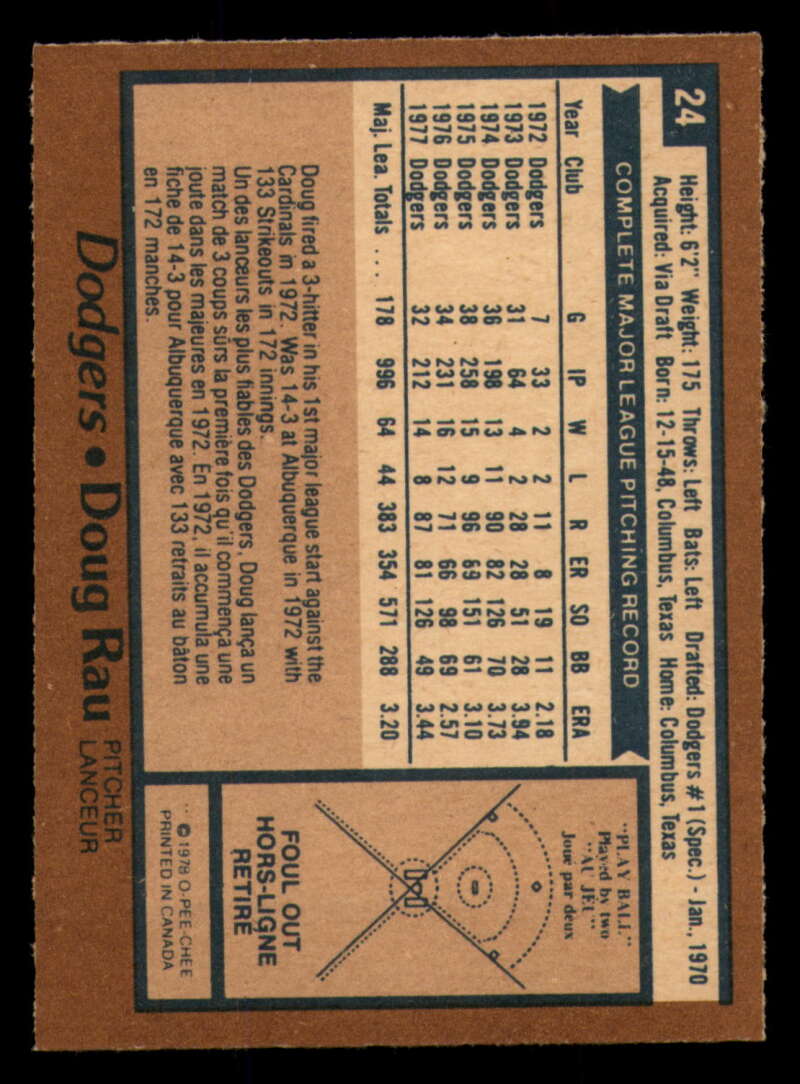 24
Height: 6'2" Weight: 175 Throws: Left Bats: Left Drafted: Dodgers #1 (Spec.) - Jan., 1970
Acquired: Via Draft Born: 12-15-48, Columbus, Texas Home: Columbus, Texas
COMPLETE MAJOR LEAGUE PITCHING RECORD
Year Club G IP W L R ER SO BB ERA
1972 Dodgers 7 33 2 2 11 8 19 11 2.18
1973 Dodgers 31 64 4 2 28 28 51 28 3.94
1974 Dodgers 36 198 13 11 90 82 126 70 3.73
1975 Dodgers 38 258 15 9 96 69 151 61 3.10
1976 Dodgers 34 231 16 12 71 66 98 69 2.57
1977 Dodgers 32 212 14 8 87 81 126 49 3.44
Maj. Lea. Totals .... 178 996 64 44 383 354 571 288 3.20
Doug fired a 3-hitter in his 1st major league start against the
Cardinals in 1972. Was 14-3 at Albuquerque in 1972 with
133 Strikeouts in 172 innings.
Un des lanceurs les plus fiables des Dodgers, Doug lança un
match de 3 coups sûrs la première fois qu'il commença une
joute dans les majeures en 1972. En 1972, il accumula une
fiche de 14-3 pour Albuquerque avec 133 retraits au bâton
en 172 manches.
"PLAY BALL"
Played by two
"AU JEU"
Joue par deux
FOUL OUT
HORS-LIGNE
RETIRÉ
© 1978 O-PEE-CHEE
PRINTED IN CANADA
Dodgers • Doug Rau PITCHER
LANCEUR